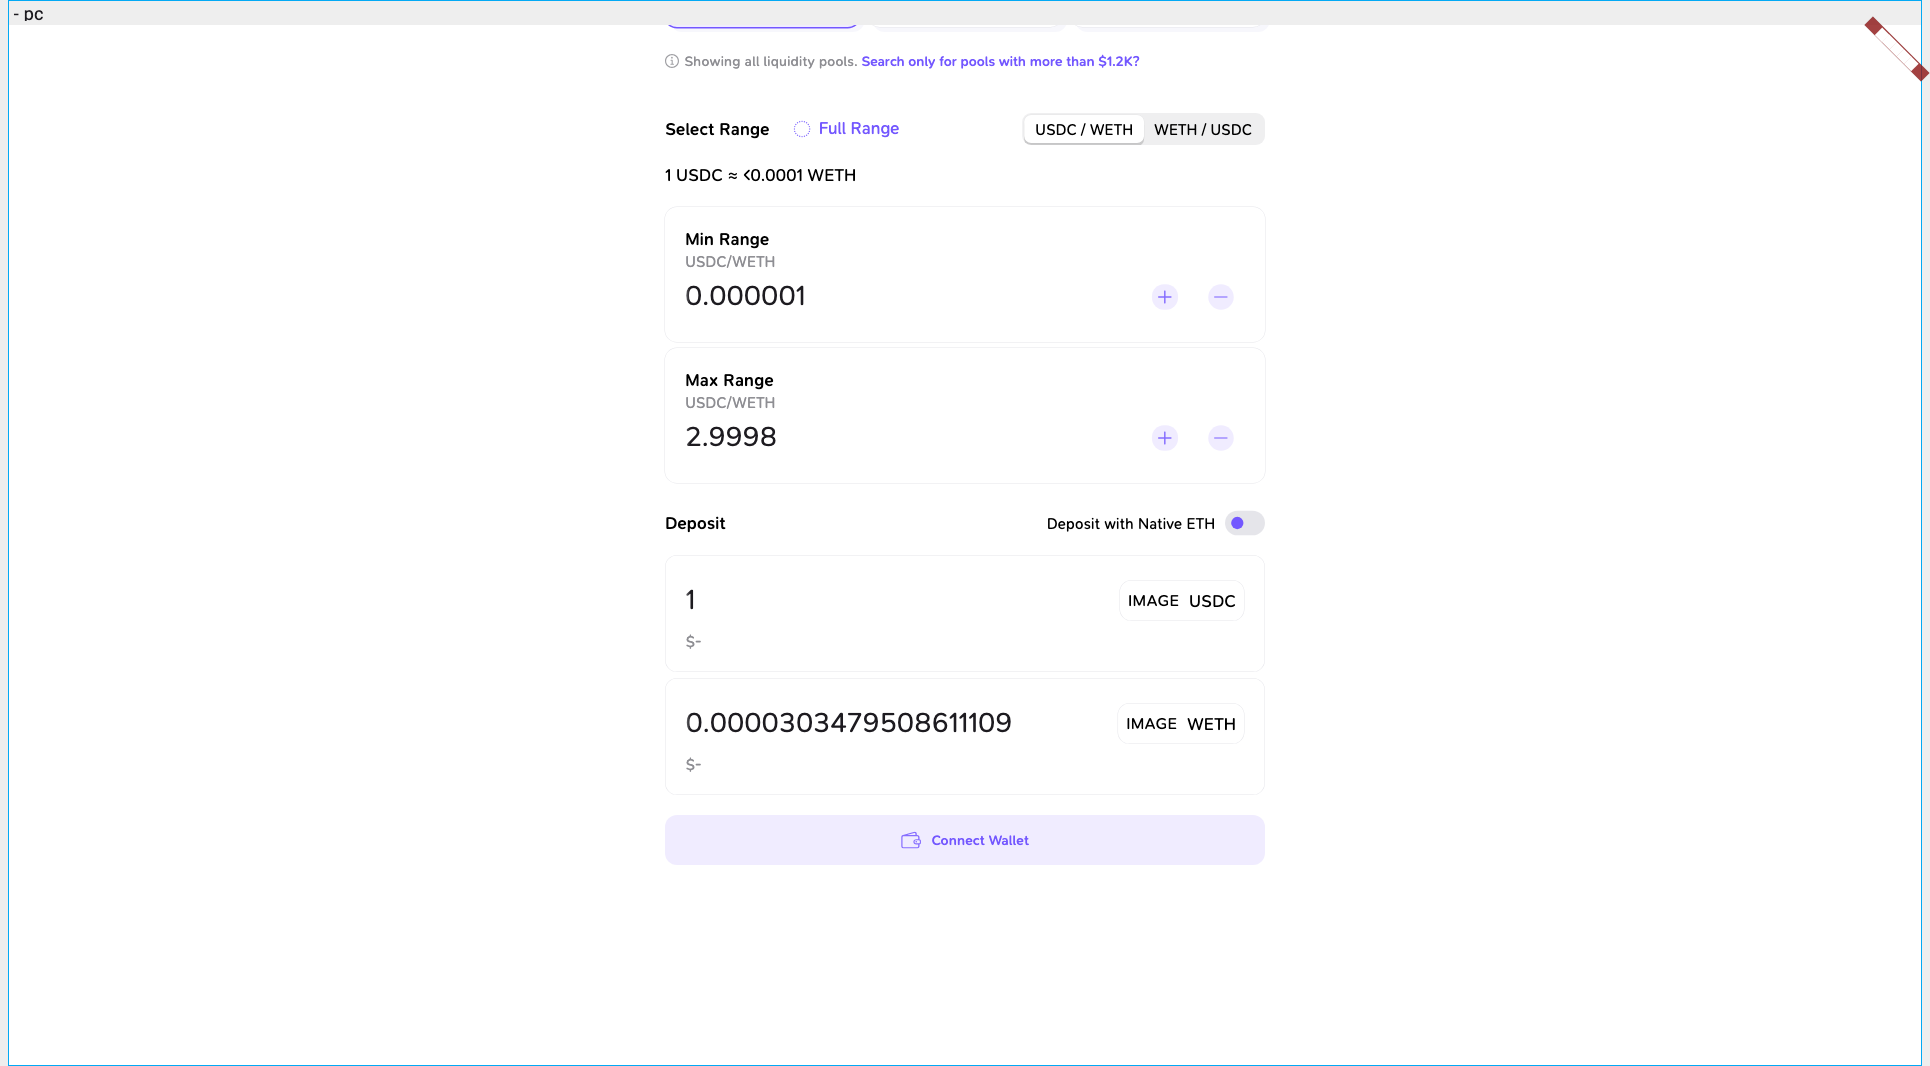 - pc
Showing all liquidity pools. Search only for pools with more than $1.2K?
Select Range Full Range USDC / WETH WETH / USDC
1 USDC ≈ <0.0001 WETH
Min Range
USDC/WETH
0.000001
Max Range
USDC/WETH
2.9998
Deposit Deposit with Native ETH
1 IMAGE USDC
$-
0.0000303479508611109 IMAGE WETH
$-
Connect Wallet